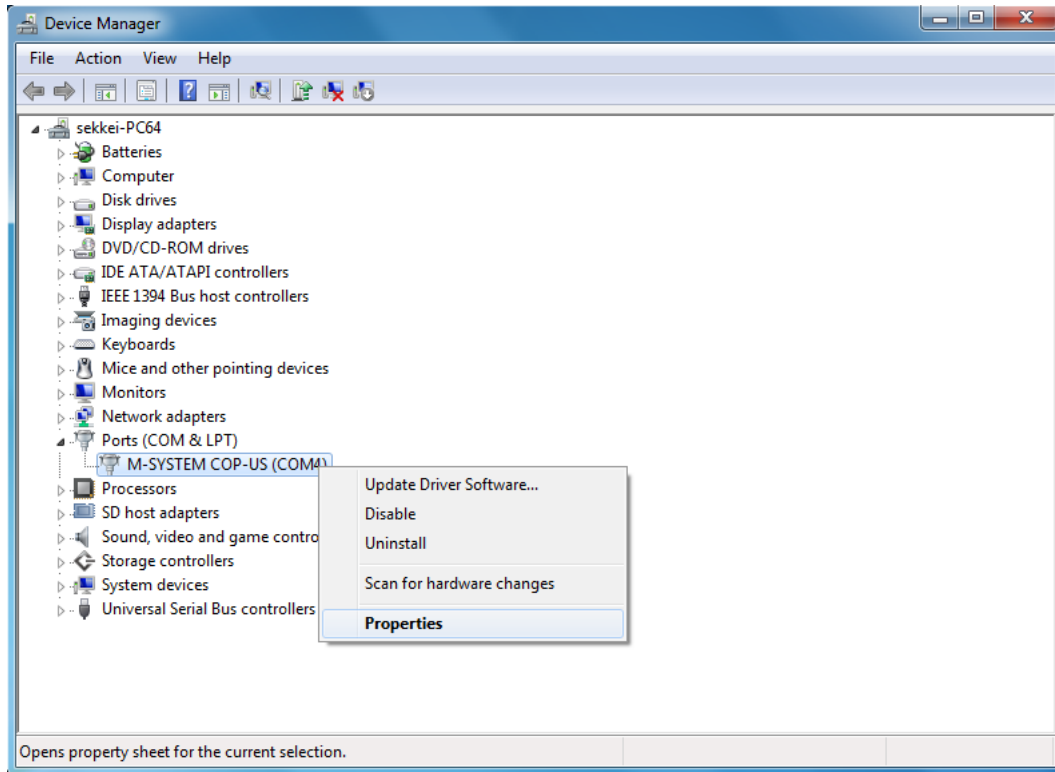 Device Manager
File Action View Help
sekkei-PC64
Batteries
Computer
Disk drives
Display adapters
DVD/CD-ROM drives
IDE ATA/ATAPI controllers
IEEE 1394 Bus host controllers
Imaging devices
Keyboards
Mice and other pointing devices
Monitors
Network adapters
Ports (COM & LPT)
M-SYSTEM COP-US (COM4)
Processors
SD host adapters
Sound, video and game contro
Storage controllers
System devices
Universal Serial Bus controllers
Update Driver Software...
Disable
Uninstall
Scan for hardware changes
Properties
Opens property sheet for the current selection.